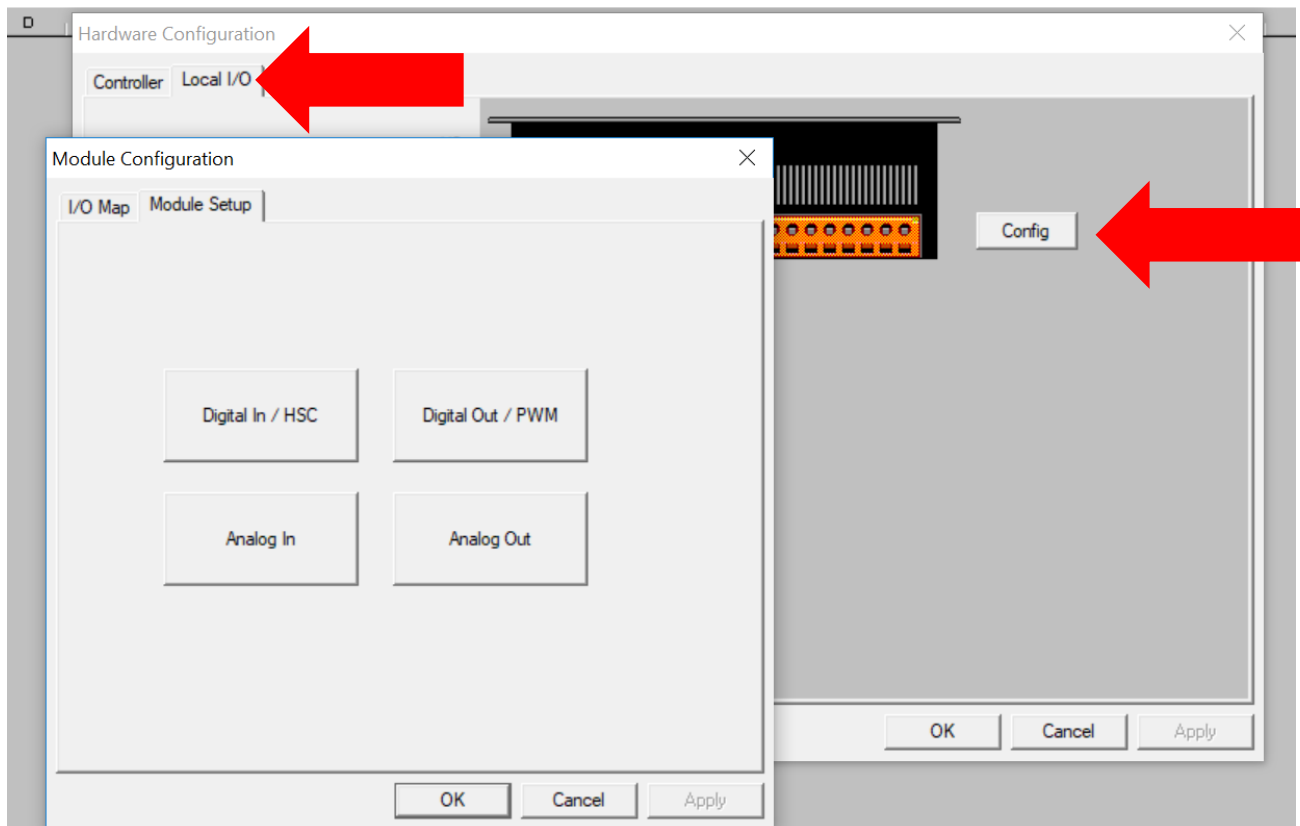 D
Hardware Configuration
Controller Local I/O
Module Configuration
I/O Map Module Setup
Config
Digital In / HSC Digital Out / PWM
Analog In Analog Out
OK Cancel Apply
OK Cancel Apply